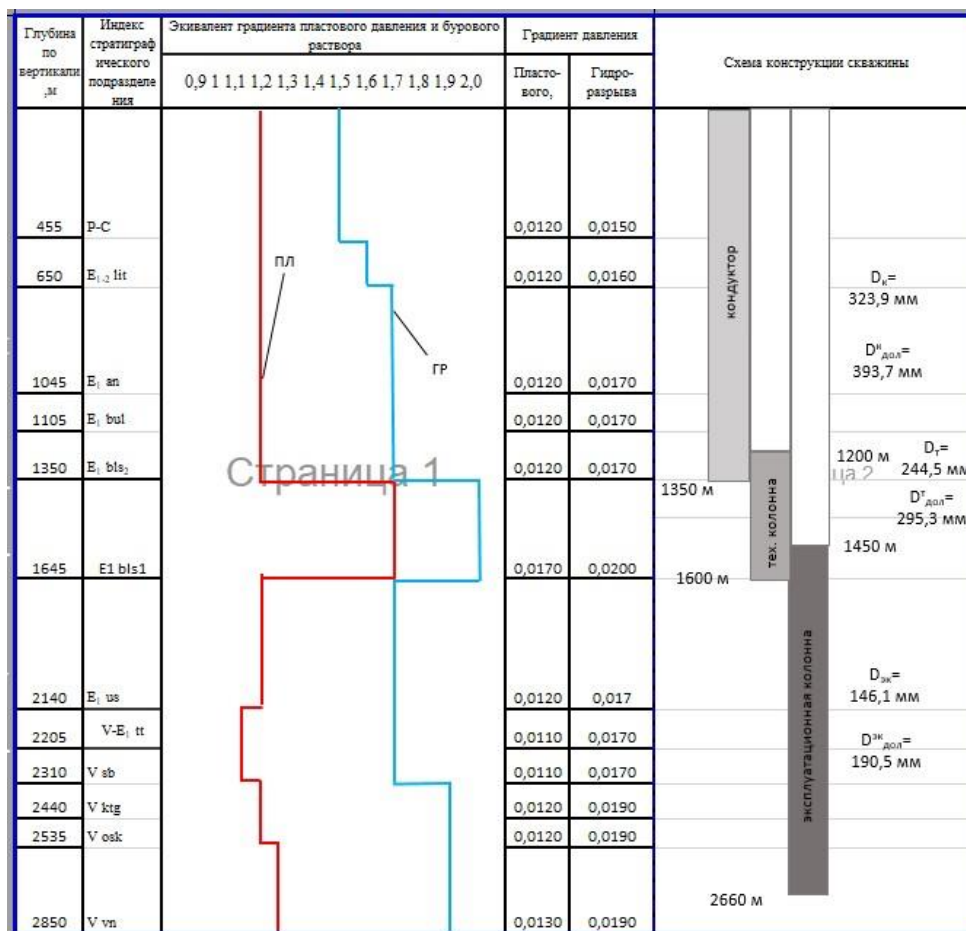 Глубина по вертикали ,м
Индекс стратиграф ического подразделе ния
Экивалент градиента пластового давления и бурового раствора
0,9 1 1,1 1,2 1,3 1,4 1,5 1,6 1,7 1,8 1,9 2,0
Градиент давления
Пласто- вого,
Гидро- разрыва
Схема конструкции скважины
455 P-C 0,0120 0,0150
650 E₁₋₂ lit 0,0120 0,0160
1045 E₁ an 0,0120 0,0170
1105 E₁ bul 0,0120 0,0170
1350 E₁ bls₂ 0,0120 0,0170
1645 E1 bls1 0,0170 0,0200
2140 E₁ us 0,0120 0,017
2205 V-E₁ tt 0,0110 0,0170
2310 V sb 0,0110 0,0170
2440 V ktg 0,0120 0,0190
2535 V osk 0,0120 0,0190
2850 V vn 0,0130 0,0190
ПЛ
ГР
Страница 1
ца 2
кондуктор
тех. колонна
эксплуатационная колонна
Dк=
323,9 мм
Dᴷдол=
393,7 мм
1200 м
Dт=
244,5 мм
1350 м
Dᵀдол=
295,3 мм
1450 м
1600 м
Dэк=
146,1 мм
Dэкдол=
190,5 мм
2660 м